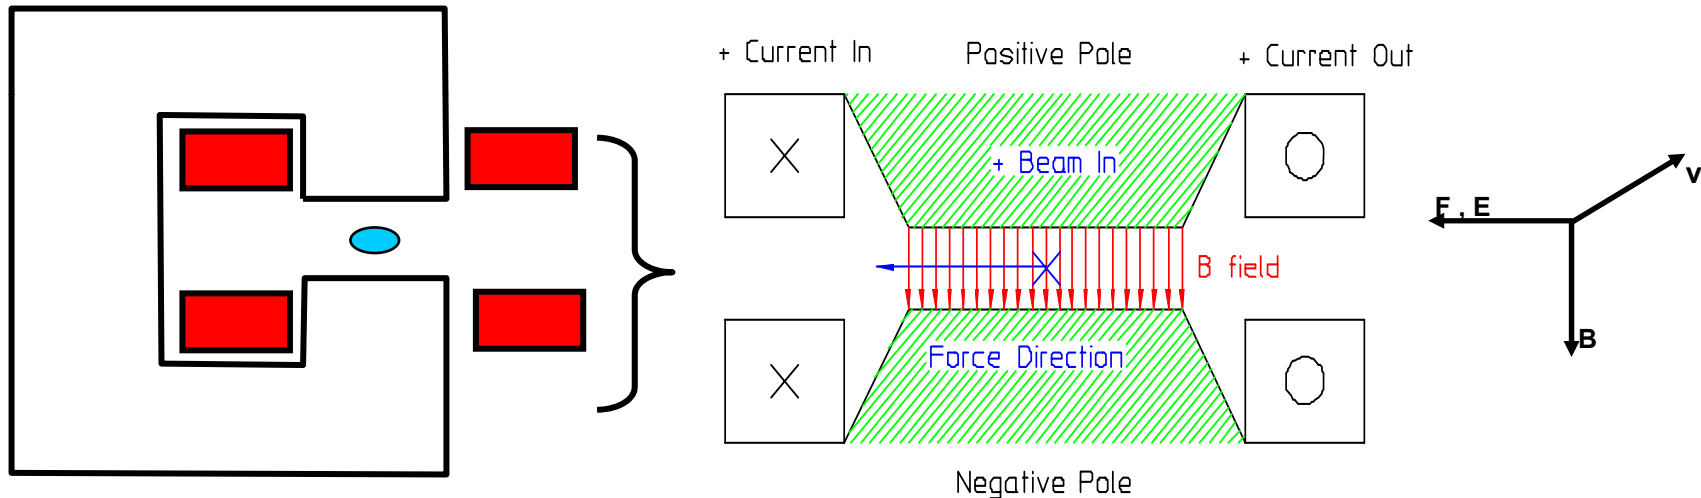 + Current In
Positive Pole
+ Current Out
+ Beam In
v
F , E
B field
B
Force Direction
Negative Pole